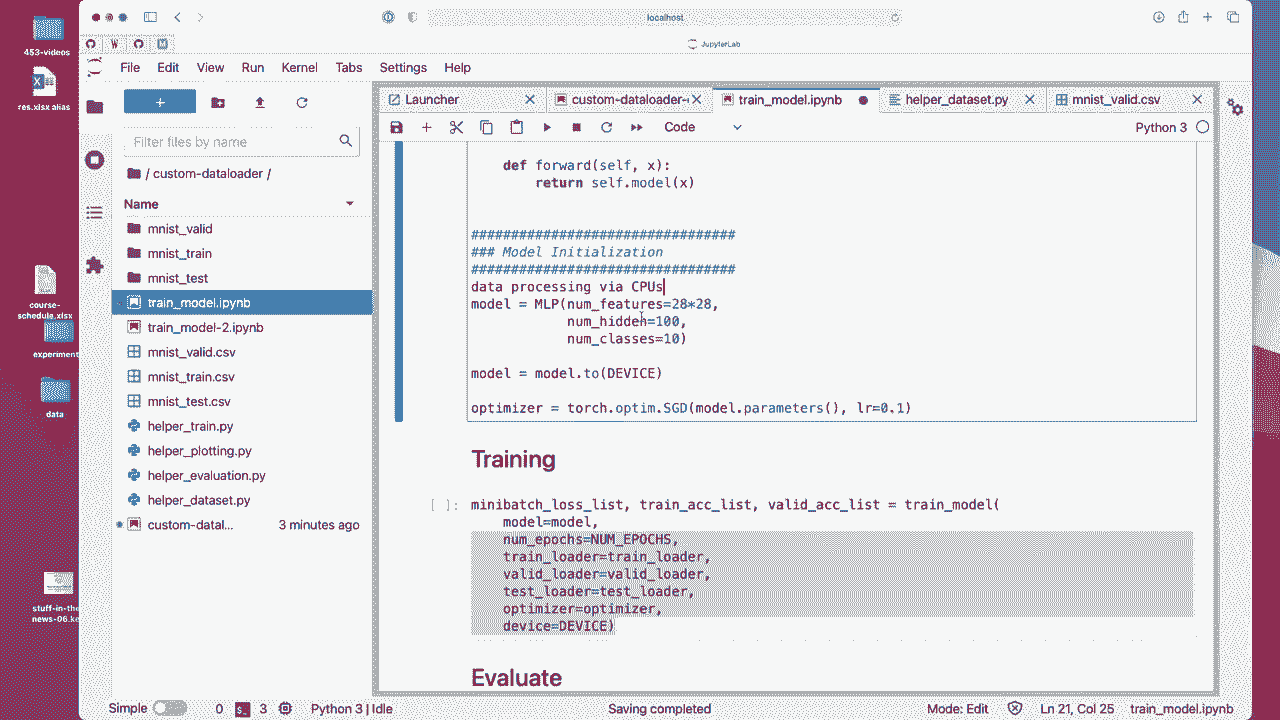 453-videos
res.xlsx alias
course-
schedule.xlsx
experiment
data
stuff-in-the
news-06.ke
localhost
JupyterLab
File Edit View Run Kernel Tabs Settings Help
Filter files by name
/ custom-dataloader /
Name
mnist_valid
mnist_train
mnist_test
train_model.ipynb
train_model-2.ipynb
mnist_valid.csv
mnist_train.csv
mnist_test.csv
helper_train.py
helper_plotting.py
helper_evaluation.py
helper_dataset.py
custom-datal... 3 minutes ago
Launcher custom-dataloader- train_model.ipynb helper_dataset.py mnist_valid.csv
Code Python 3
def forward(self, x):
return self.model(x)
#################################
### Model Initialization
#################################
data processing via CPUs
model = MLP(num_features=28*28,
num_hidden=100,
num_classes=10)
model = model.to(DEVICE)
optimizer = torch.optim.SGD(model.parameters(), lr=0.1)
Training
[ ]: minibatch_loss_list, train_acc_list, valid_acc_list = train_model(
model=model,
num_epochs=NUM_EPOCHS,
train_loader=train_loader,
valid_loader=valid_loader,
test_loader=test_loader,
optimizer=optimizer,
device=DEVICE)
Evaluate
Simple 0 3 Python 3 | Idle Saving completed Mode: Edit Ln 21, Col 25 train_model.ipynb